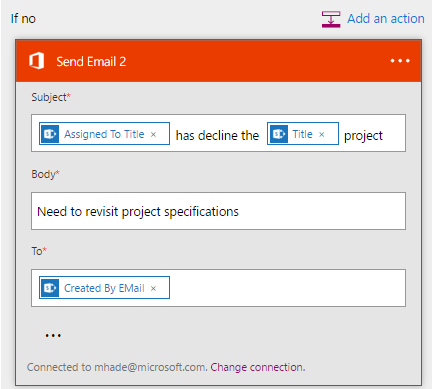 If no Add an action
Send Email 2
Subject*
Assigned To Title × has decline the Title × project
Body*
Need to revisit project specifications
To*
Created By EMail ×
Connected to mhade@microsoft.com. Change connection.